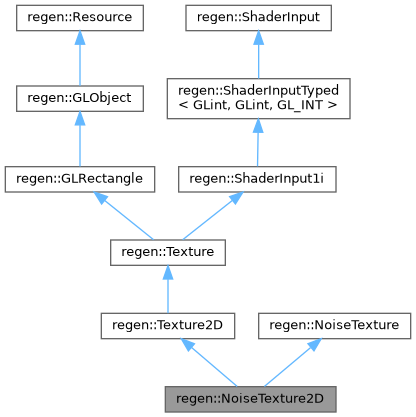 regen::Resource
regen::ShaderInput
regen::GLObject
regen::ShaderInputTyped
< GLint, GLint, GL_INT >
regen::GLRectangle
regen::ShaderInput1i
regen::Texture
regen::Texture2D
regen::NoiseTexture
regen::NoiseTexture2D